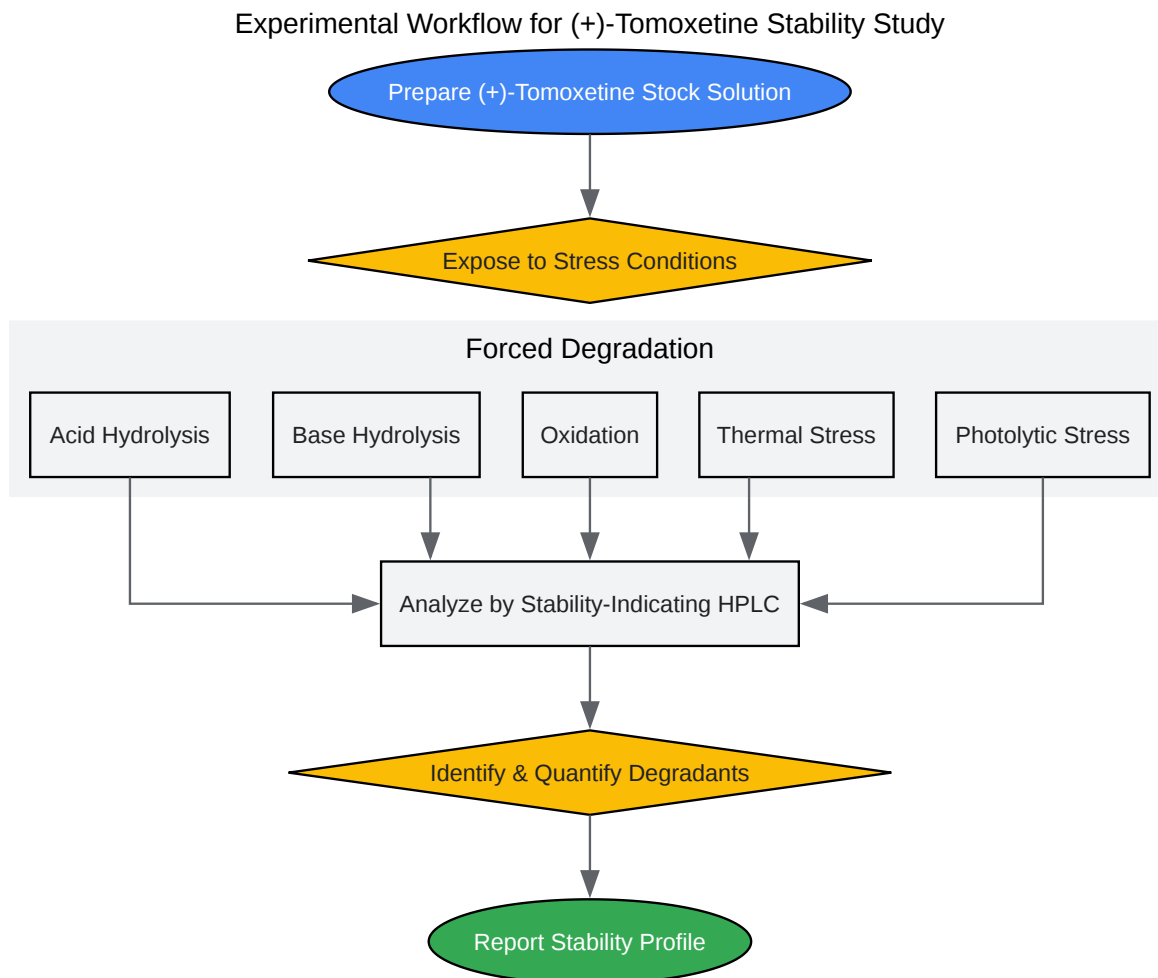 Experimental Workflow for (+)-Tomoxetine Stability Study
Prepare (+)-Tomoxetine Stock Solution
Expose to Stress Conditions
Forced Degradation
Acid Hydrolysis
Base Hydrolysis
Oxidation
Thermal Stress
Photolytic Stress
Analyze by Stability-Indicating HPLC
Identify & Quantify Degradants
Report Stability Profile